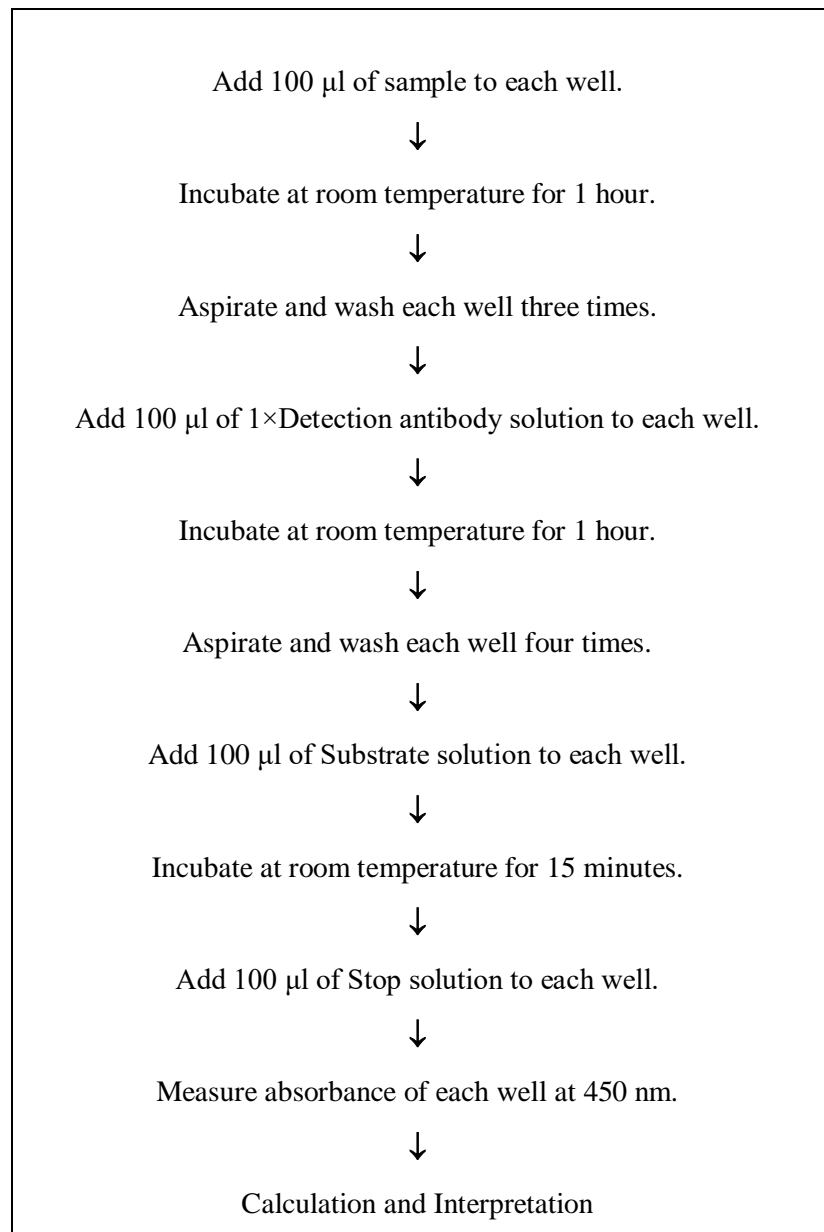 Add 100 μl of sample to each well.
↓
Incubate at room temperature for 1 hour.
↓
Aspirate and wash each well three times.
↓
Add 100 μl of 1×Detection antibody solution to each well.
↓
Incubate at room temperature for 1 hour.
↓
Aspirate and wash each well four times.
↓
Add 100 μl of Substrate solution to each well.
↓
Incubate at room temperature for 15 minutes.
↓
Add 100 μl of Stop solution to each well.
↓
Measure absorbance of each well at 450 nm.
↓
Calculation and Interpretation